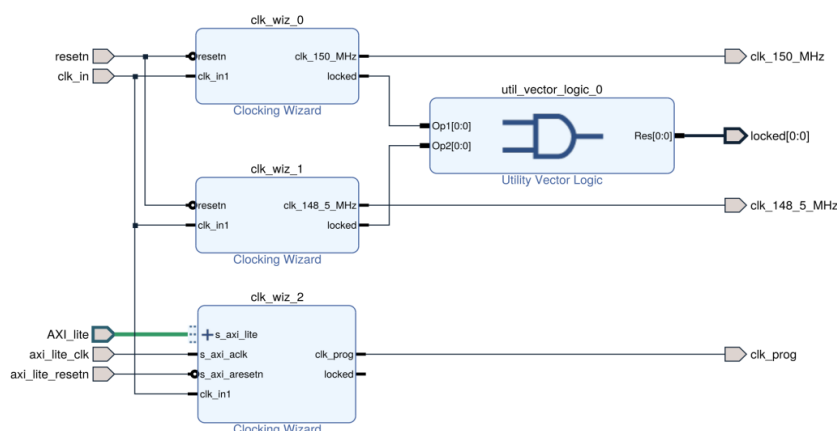 clk_wiz_0
resetn
clk_in
resetn
clk_in1
clk_150_MHz
locked
clk_150_MHz
Clocking Wizard
util_vector_logic_0
Op1[0:0]
Op2[0:0]
Res[0:0]
locked[0:0]
Utility Vector Logic
clk_wiz_1
resetn
clk_in1
clk_148_5_MHz
locked
clk_148_5_MHz
Clocking Wizard
clk_wiz_2
AXI_lite
axi_lite_clk
axi_lite_resetn
s_axi_lite
s_axi_aclk
s_axi_aresetn
clk_in1
clk_prog
locked
clk_prog
Clocking Wizard